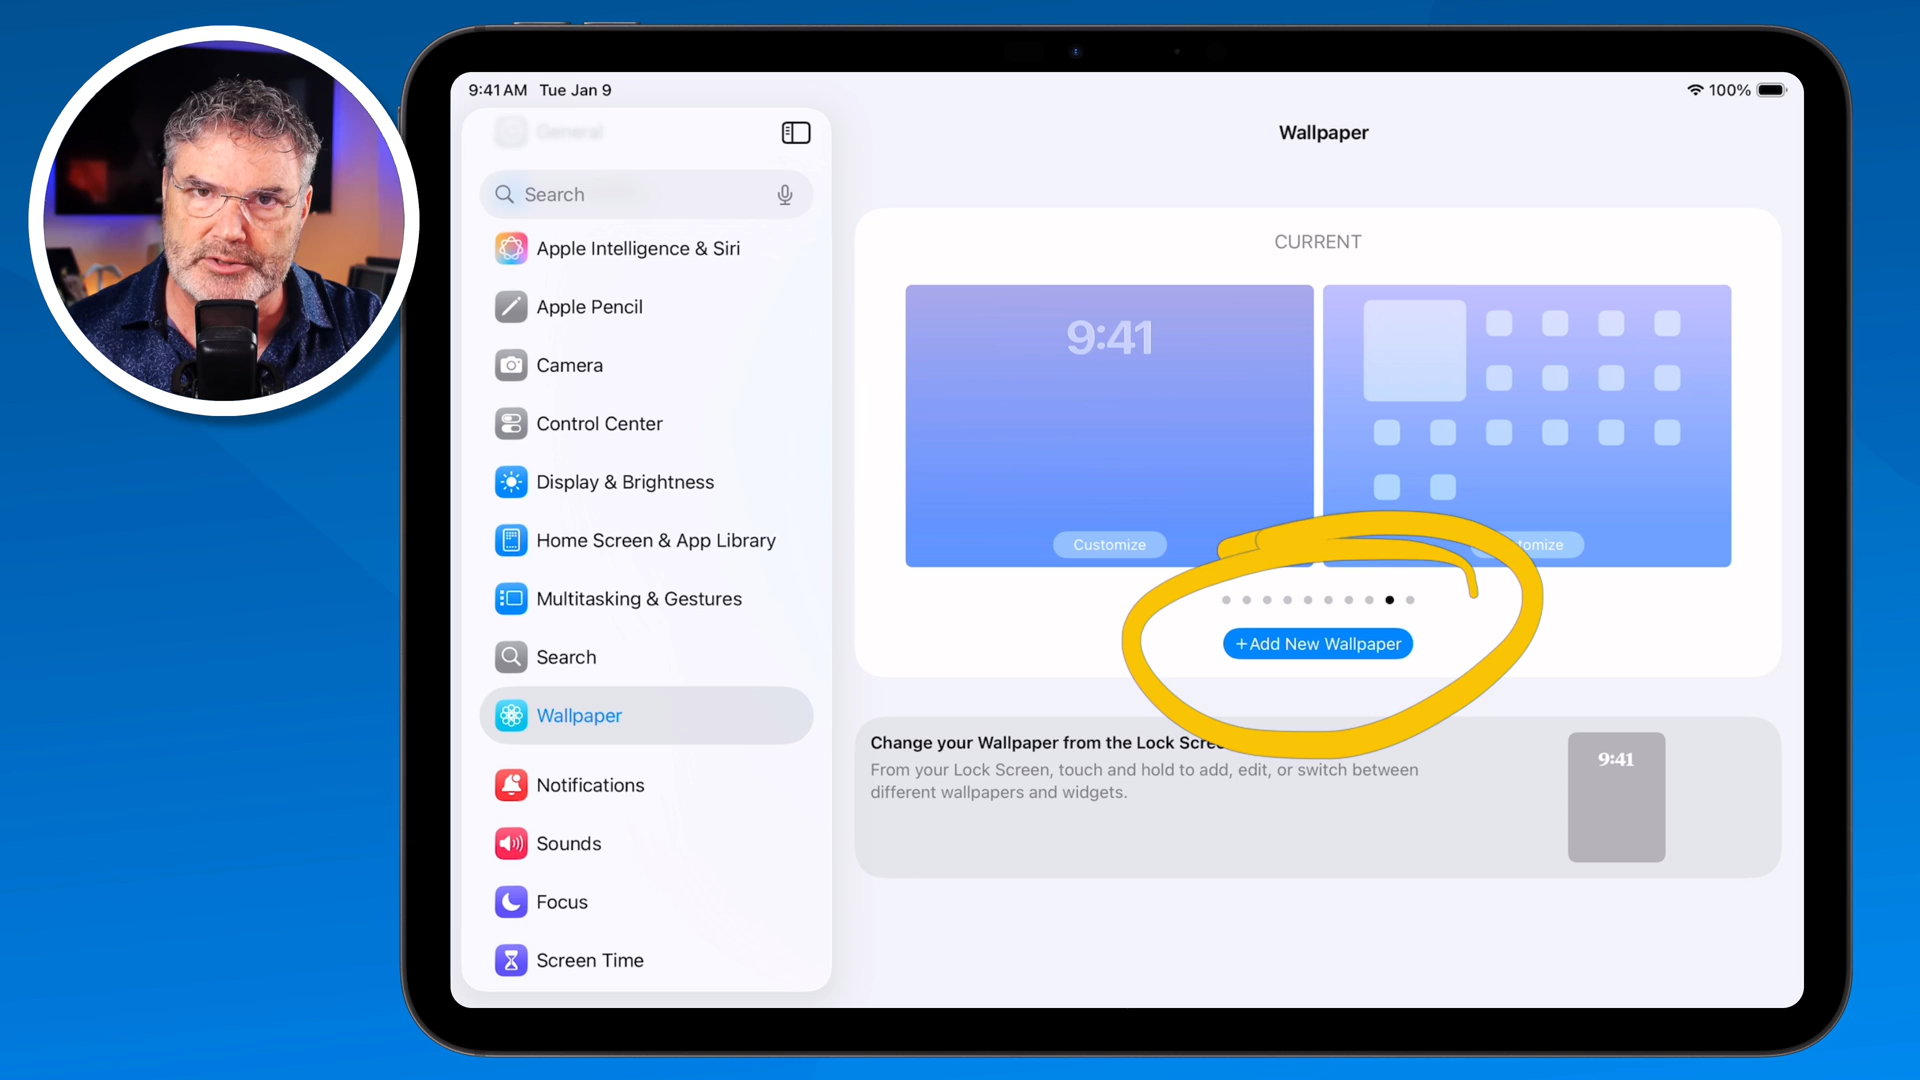 9:41 AM Tue Jan 9
100%
General
Search
Apple Intelligence & Siri
Apple Pencil
Camera
Control Center
Display & Brightness
Home Screen & App Library
Multitasking & Gestures
Search
Wallpaper
Notifications
Sounds
Focus
Screen Time
Wallpaper
CURRENT
9:41
Customize
+ Add New Wallpaper
Change your Wallpaper from the Lock
From your Lock Screen, touch and hold to add, edit, or switch between
different wallpapers and widgets.
9:41